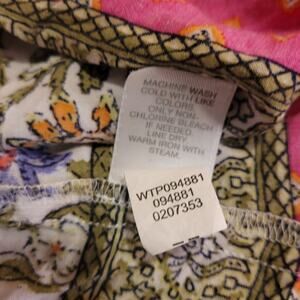 MACHINE WASH
COLD WITH LIKE
COLORS
ONLY NON-
CHLORINE BLEACH
IF NEEDED.
LINE DRY
WARM IRON WITH
STEAM.
WTP094881
094881
0207353